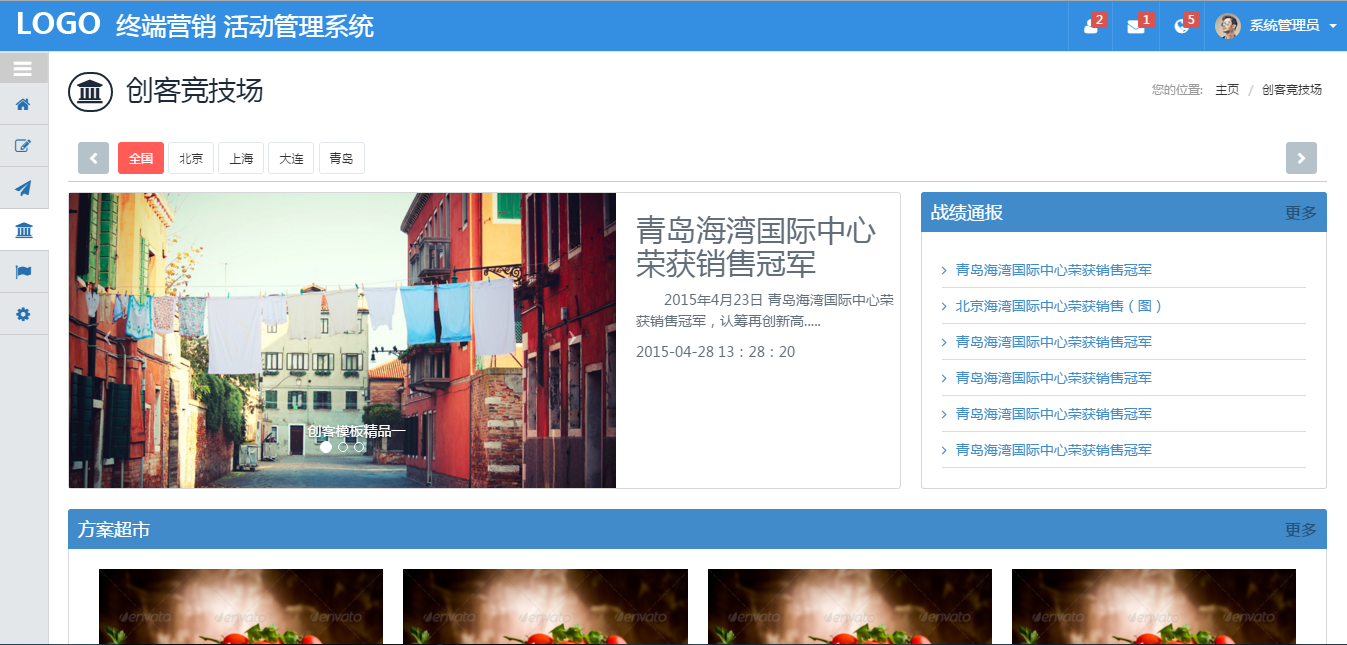 LOGO 终端营销 活动管理系统
2
1
5
系统管理员
创客竞技场
您的位置: 主页 / 创客竞技场
全国 北京 上海 大连 青岛
青岛海湾国际中心
荣获销售冠军
2015年4月23日 青岛海湾国际中心荣
获销售冠军，认筹再创新高.....
2015-04-28 13：28：20
创客模板精品一
战绩通报 更多
青岛海湾国际中心荣获销售冠军
北京海湾国际中心荣获销售（图）
青岛海湾国际中心荣获销售冠军
青岛海湾国际中心荣获销售冠军
青岛海湾国际中心荣获销售冠军
青岛海湾国际中心荣获销售冠军
方案超市 更多
envato envato envato
envato envato envato
envato envato envato
envato envato envato